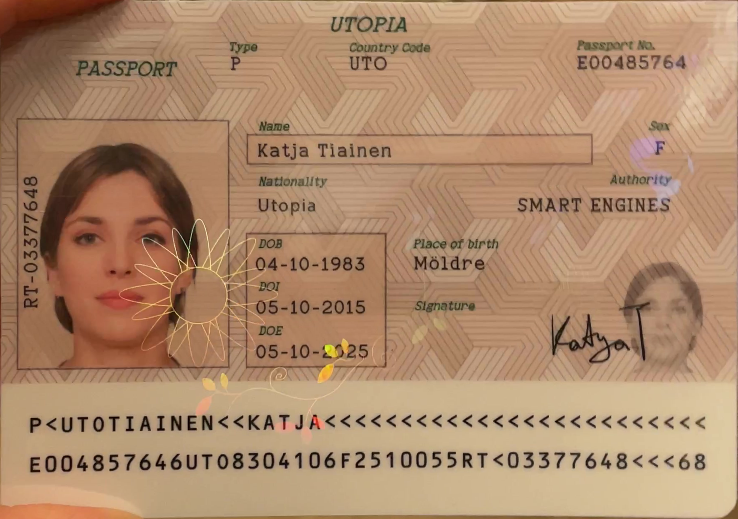 UTOPIA
PASSPORT
Type
P
Country Code
UTO
Passport No.
E00485764
Name
Katja Tiainen
Sex
F
Nationality
Utopia
Authority
SMART ENGINES
RT-03377648
DOB
04-10-1983
DOI
05-10-2015
DOE
05-10-2025
Place of birth
Möldre
Signature
KatyaT
P<UTOTIAINEN<<KATJA<<<<<<<<<<<<<<<<<<<<<<<<<
E004857646UTO8304106F2510055RT<03377648<<<68